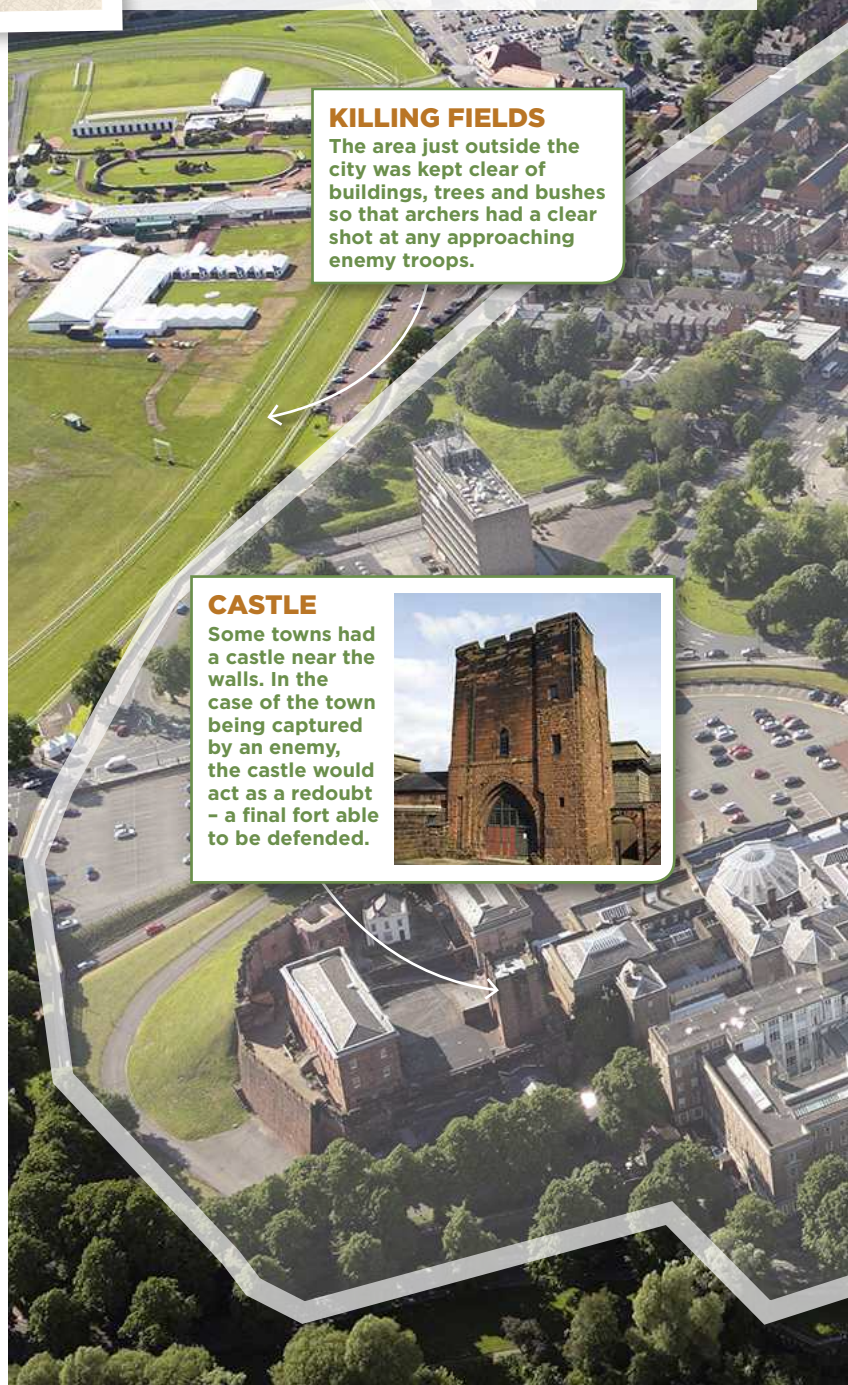 KILLING FIELDS
The area just outside the
city was kept clear of
buildings, trees and bushes
so that archers had a clear
shot at any approaching
enemy troops.
CASTLE
Some towns had
a castle near the
walls. In the
case of the town
being captured
by an enemy,
the castle would
act as a redoubt
– a final fort able
to be defended.